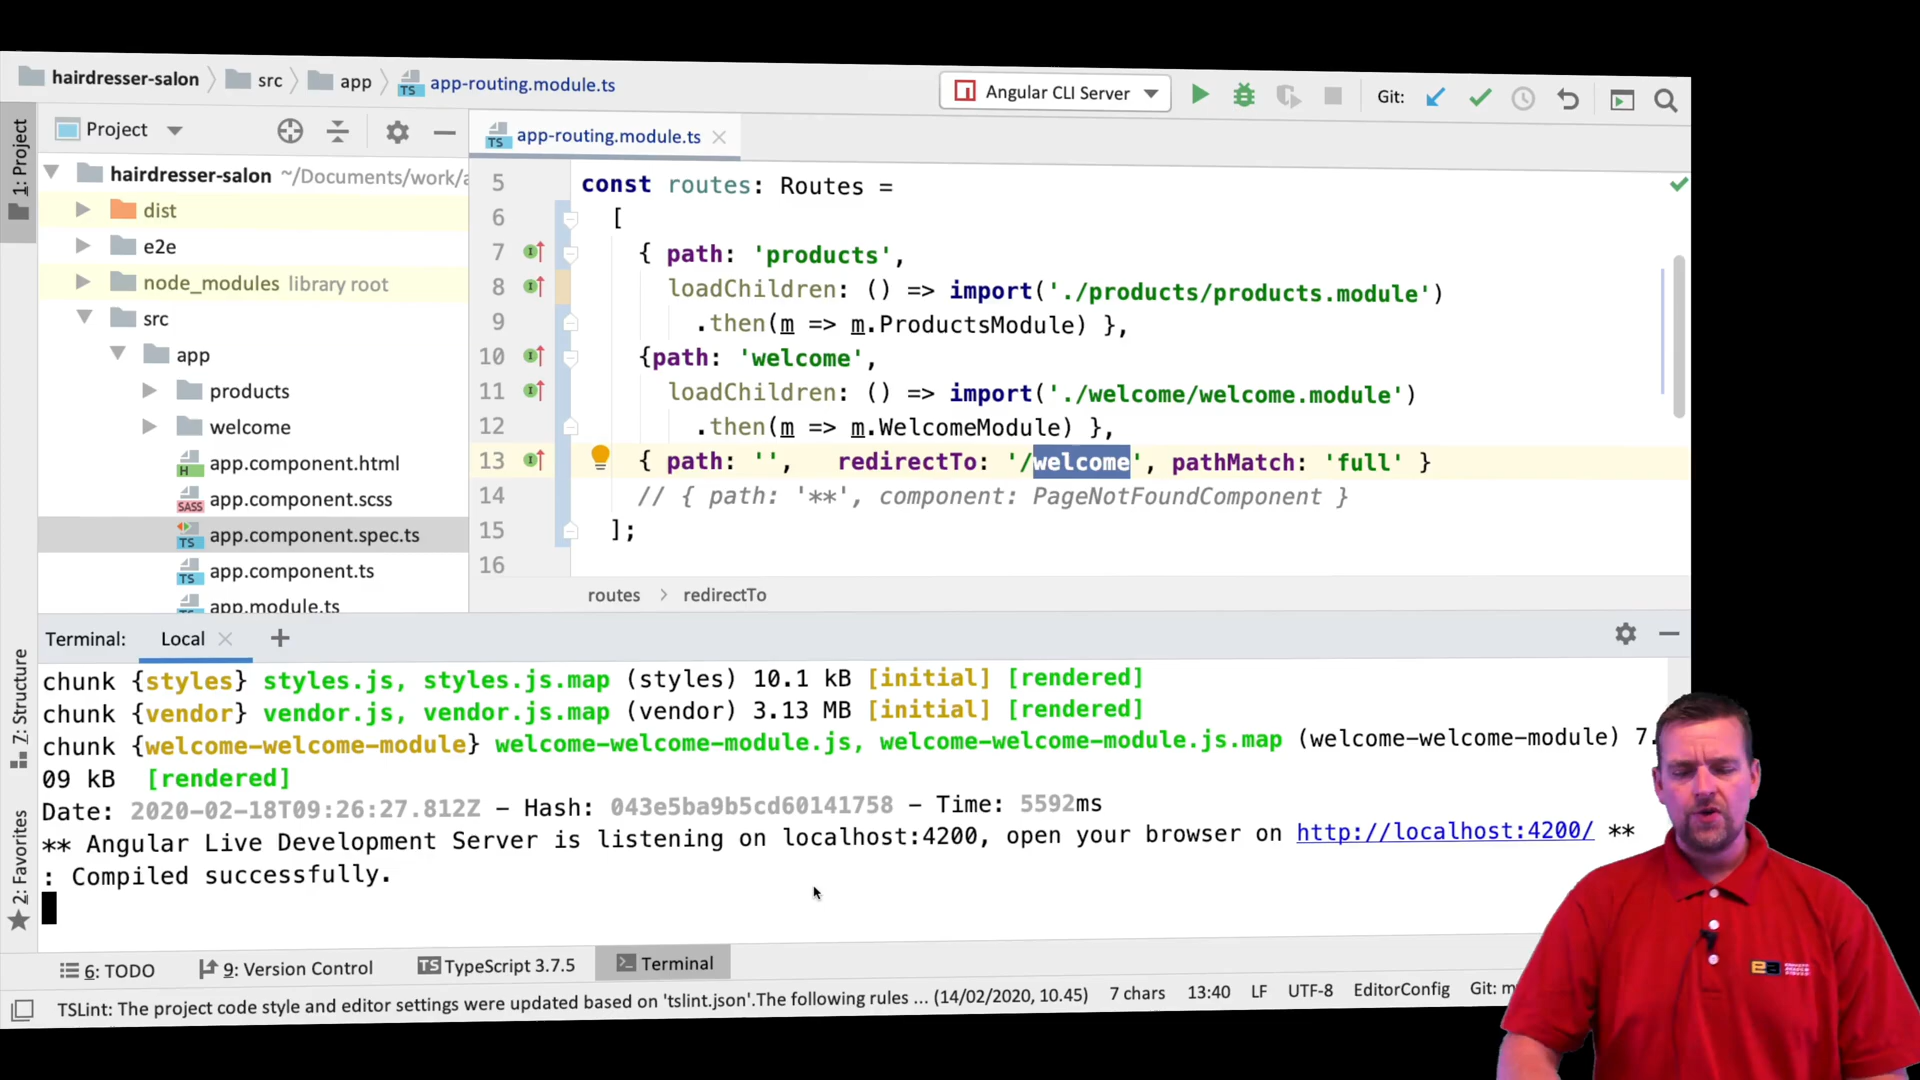 hairdresser-salon src app app-routing.module.ts
Angular CLI Server
Git:
1: Project
Project
app-routing.module.ts
hairdresser-salon ~/Documents/work/a
dist
e2e
node_modules library root
src
app
products
welcome
app.component.html
app.component.scss
app.component.spec.ts
app.component.ts
app.module.ts
5 const routes: Routes =
6 [
7 { path: 'products',
8 loadChildren: () => import('./products/products.module')
9 .then(m => m.ProductsModule) },
10 {path: 'welcome',
11 loadChildren: () => import('./welcome/welcome.module')
12 .then(m => m.WelcomeModule) },
13 { path: '', redirectTo: '/welcome', pathMatch: 'full' }
14 // { path: '**', component: PageNotFoundComponent }
15 ];
16
routes > redirectTo
Terminal: Local
7: Structure
2: Favorites
chunk {styles} styles.js, styles.js.map (styles) 10.1 kB [initial] [rendered]
chunk {vendor} vendor.js, vendor.js.map (vendor) 3.13 MB [initial] [rendered]
chunk {welcome-welcome-module} welcome-welcome-module.js, welcome-welcome-module.js.map (welcome-welcome-module) 7.
09 kB [rendered]
Date: 2020-02-18T09:26:27.812Z - Hash: 043e5ba9b5cd60141758 - Time: 5592ms
** Angular Live Development Server is listening on localhost:4200, open your browser on http://localhost:4200/ **
: Compiled successfully.
6: TODO 9: Version Control TypeScript 3.7.5 Terminal
TSLint: The project code style and editor settings were updated based on 'tslint.json'.The following rules ... (14/02/2020, 10.45) 7 chars 13:40 LF UTF-8 EditorConfig Git: m